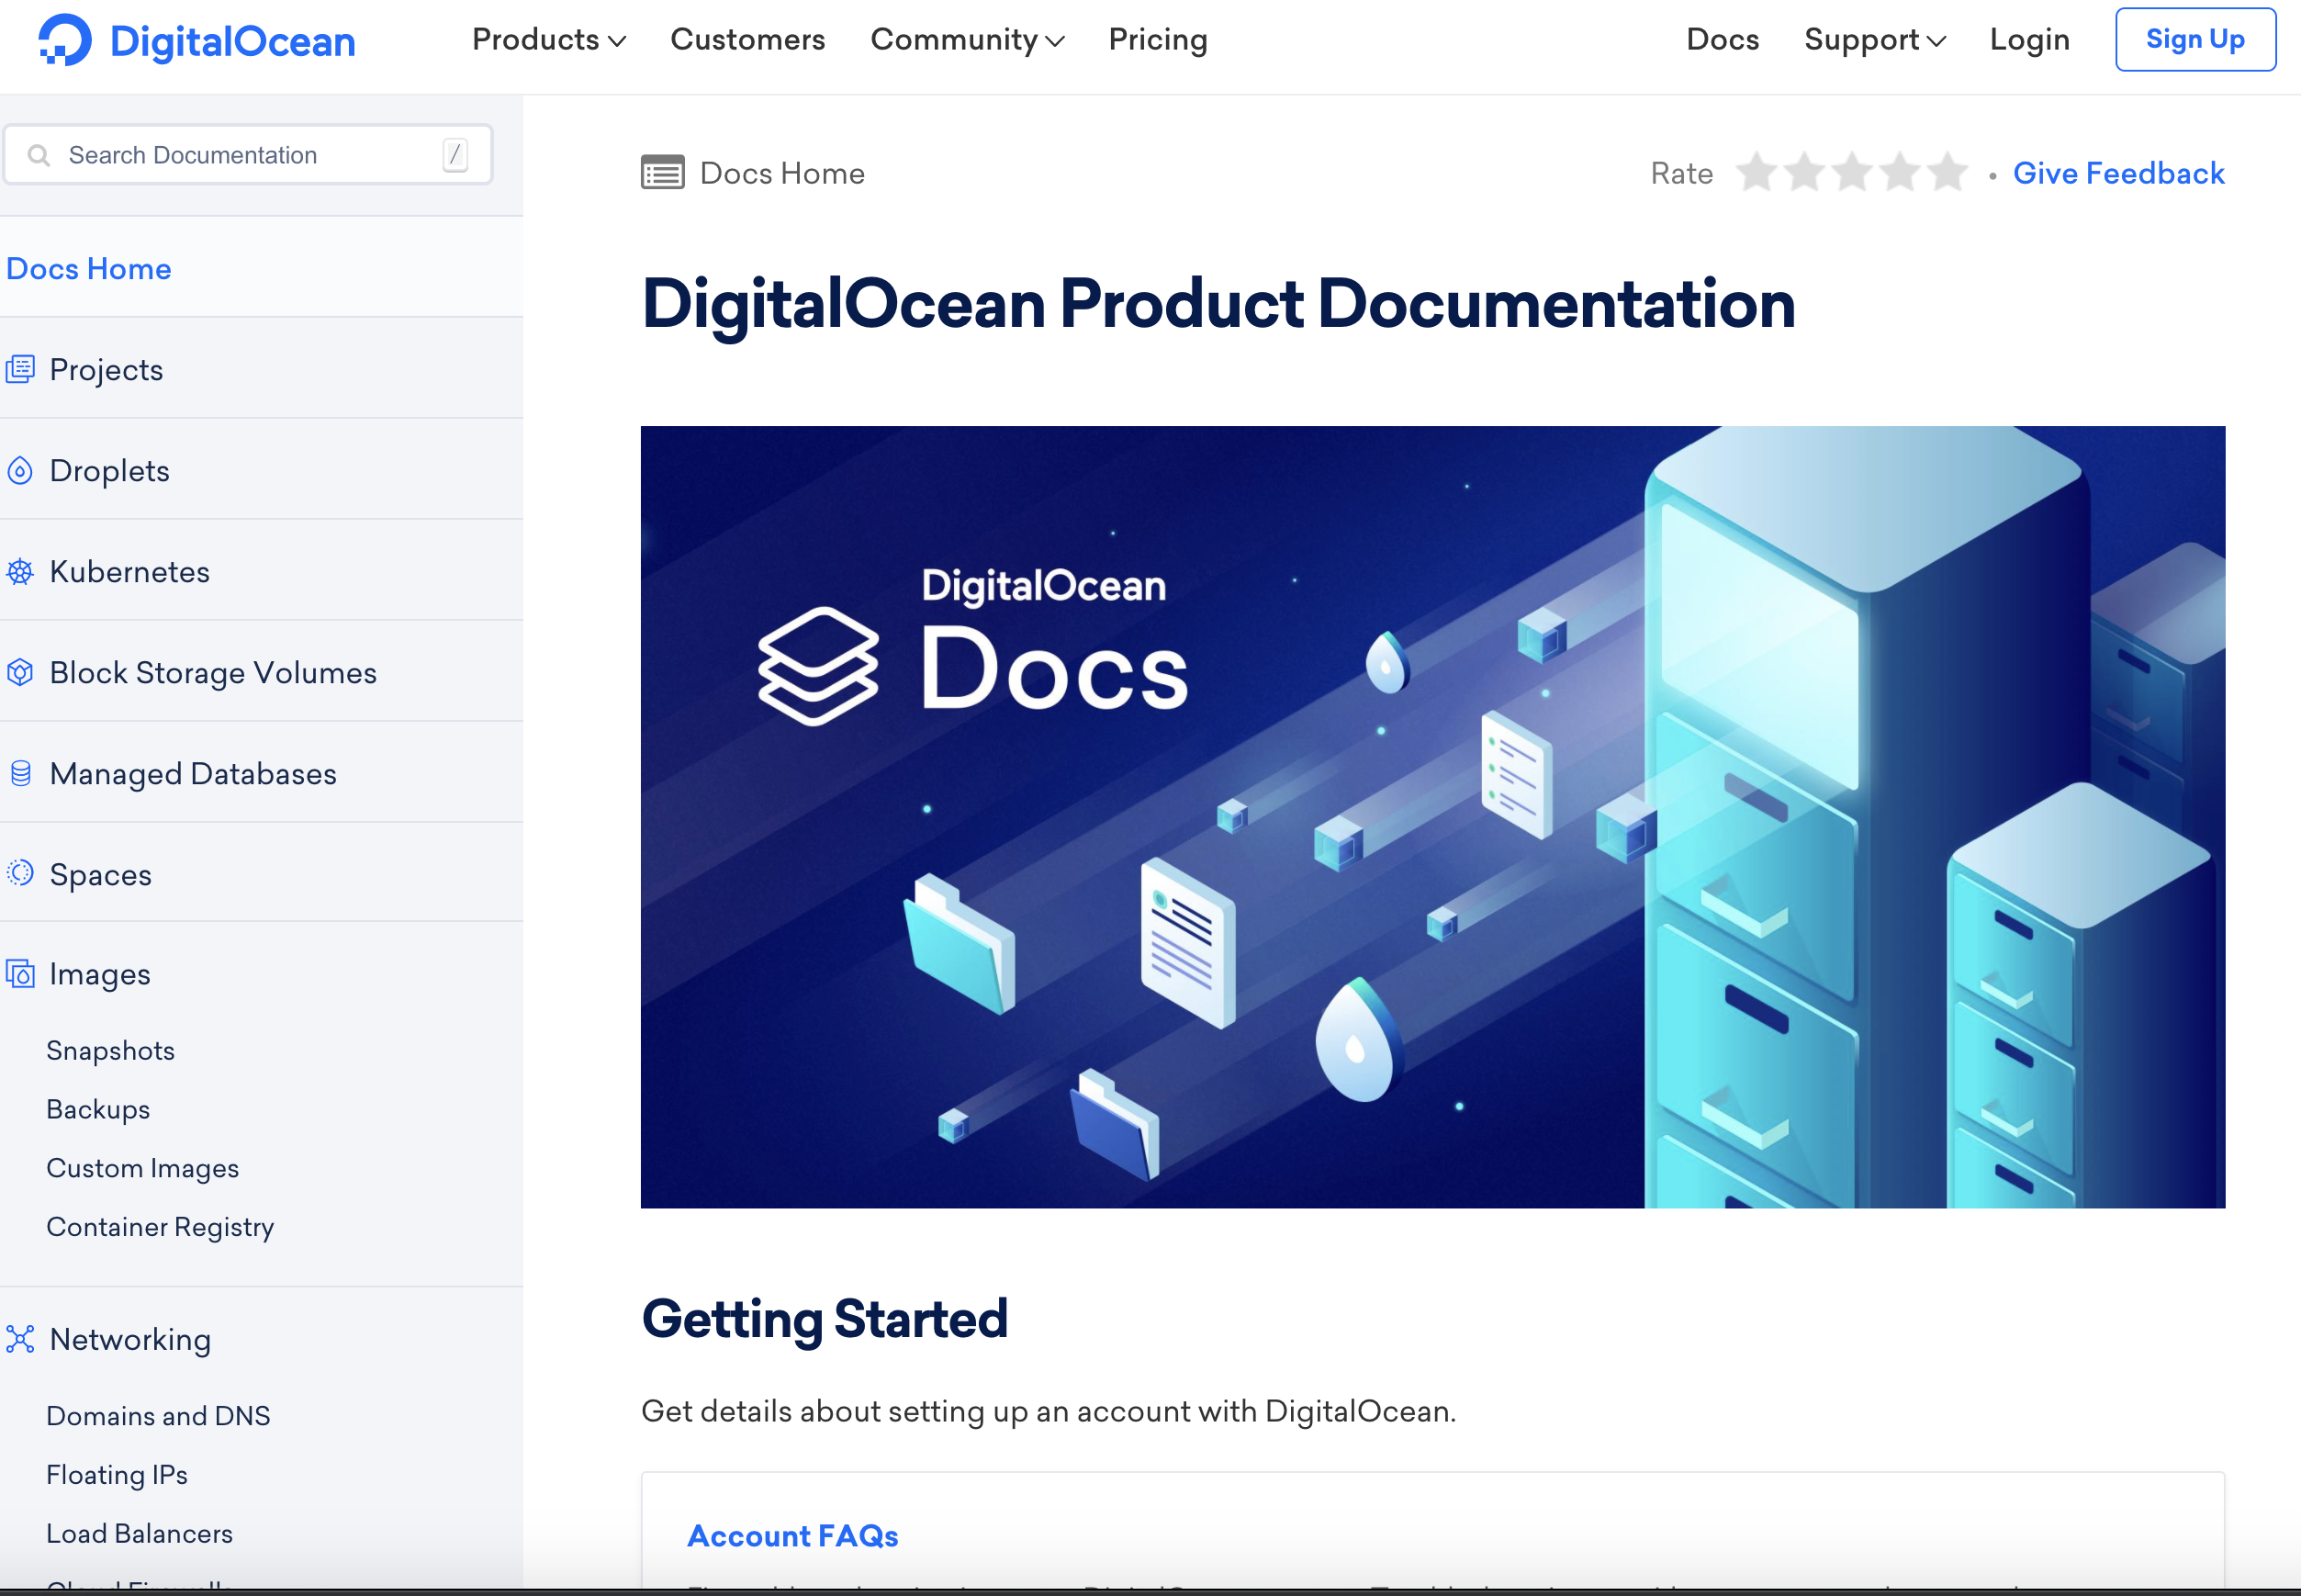 DigitalOcean
Products
Customers
Community
Pricing
Docs
Support
Login
Sign Up
Search Documentation
/
Docs Home
Projects
Droplets
Kubernetes
Block Storage Volumes
Managed Databases
Spaces
Images
Snapshots
Backups
Custom Images
Container Registry
Networking
Domains and DNS
Floating IPs
Load Balancers
Docs Home
Rate
• Give Feedback
DigitalOcean Product Documentation
DigitalOcean
Docs
Getting Started
Get details about setting up an account with DigitalOcean.
Account FAQs